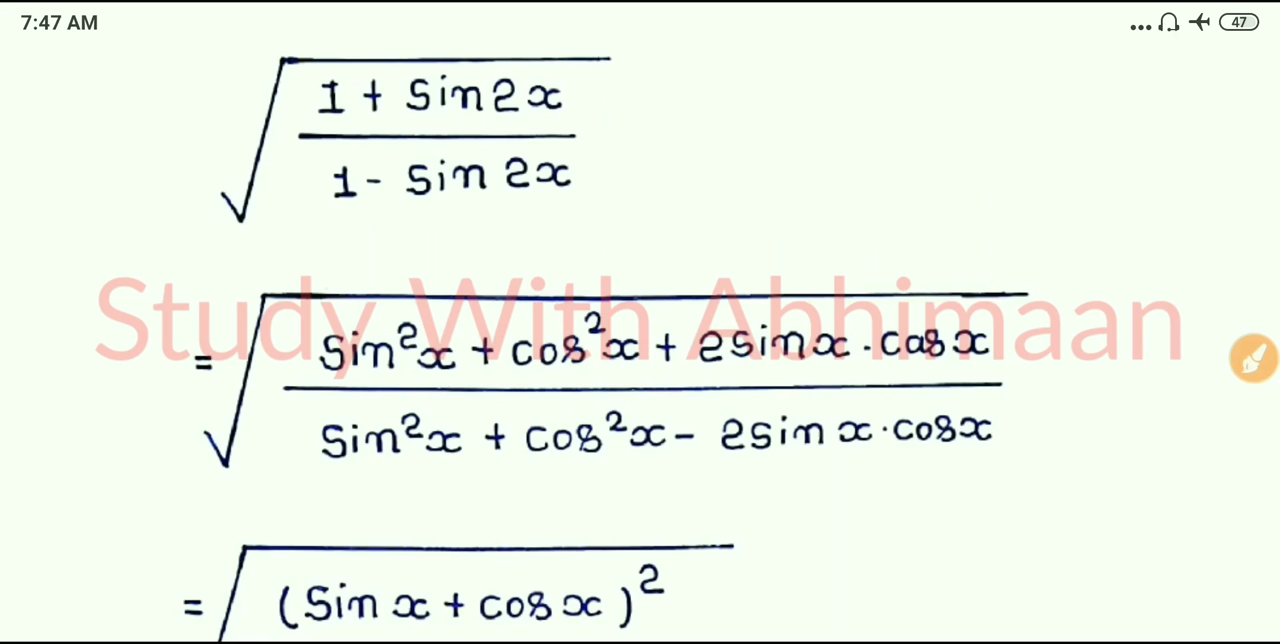 7:47 AM
47
√((1 + Sin2x)/(1 - Sin 2x))
Study With Abhimaan
= √((Sin²x + cos²x + 2sinx · cosx)/(Sin²x + cos²x - 2sin x · cosx))
= √(Sin x + cos x)²